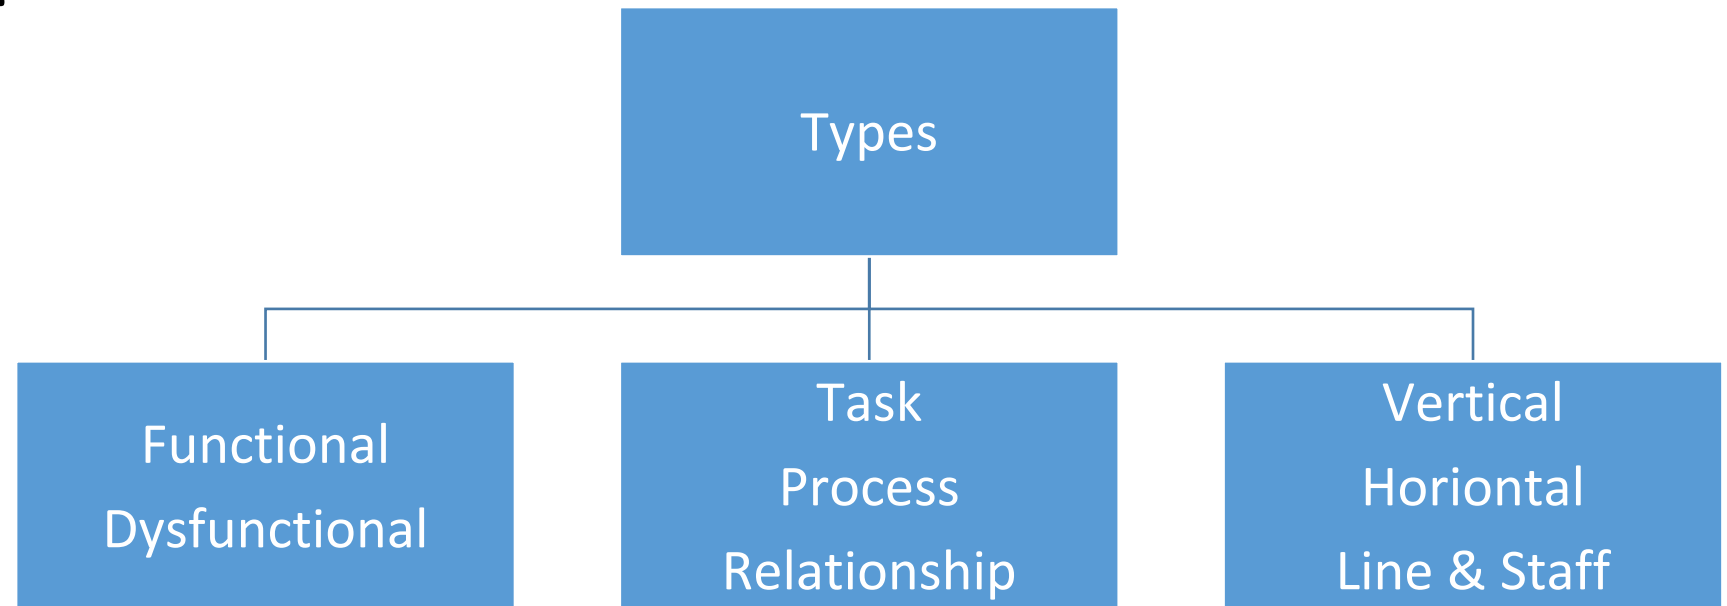 Types
Functional
Dysfunctional
Task
Process
Relationship
Vertical
Horiontal
Line & Staff